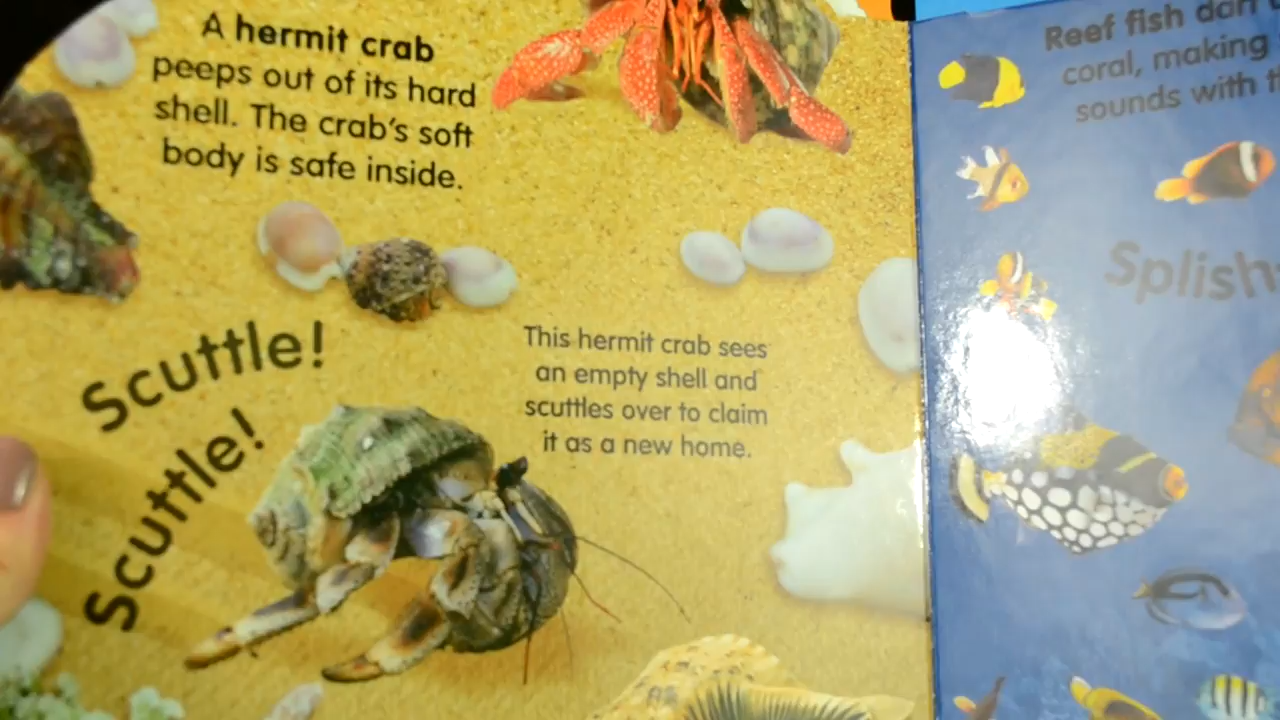 A hermit crab
peeps out of its hard
shell. The crab's soft
body is safe inside.
Scuttle!
Scuttle!
This hermit crab sees
an empty shell and
scuttles over to claim
it as a new home.
Reef fish dart
coral, making
sounds with
Splish